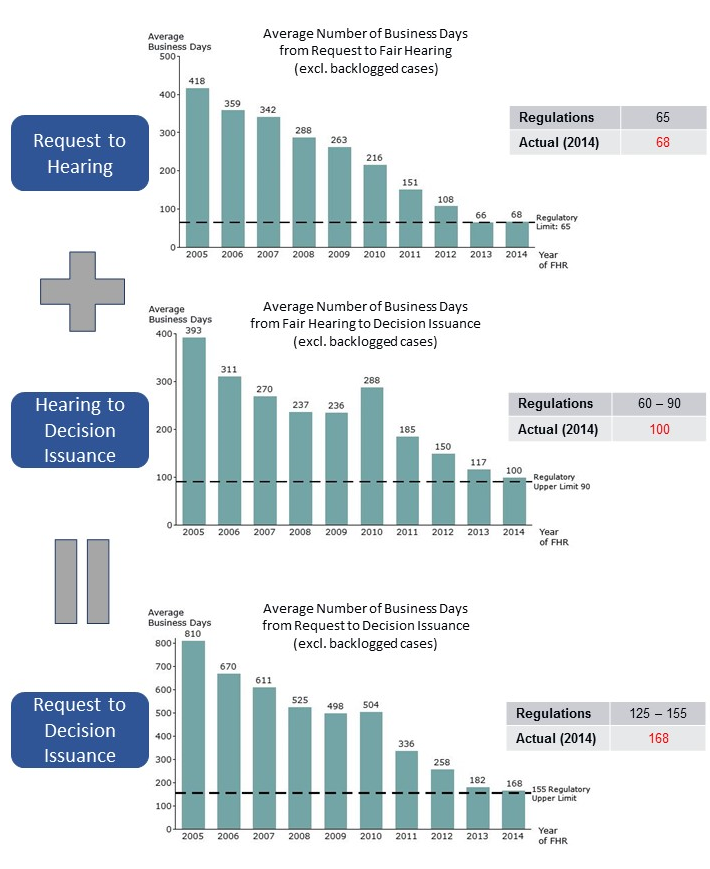 Average Number of Business Days
from Request to Fair Hearing
(excl. backlogged cases)
Average
Business Days
500
400
300
200
100
0
418
359
342
288
263
216
151
108
66
68
Regulatory
Limit: 65
2005 2006 2007 2008 2009 2010 2011 2012 2013 2014
Year
of FHR
Request to
Hearing
Regulations 65
Actual (2014) 68
Average Number of Business Days
from Fair Hearing to Decision Issuance
(excl. backlogged cases)
Average
Business Days
400
300
200
100
0
393
311
270
237
236
288
185
150
117
100
Regulatory
Upper Limit 90
2005 2006 2007 2008 2009 2010 2011 2012 2013 2014
Year
of FHR
Hearing to
Decision
Issuance
Regulations 60 – 90
Actual (2014) 100
Average Number of Business Days
from Request to Decision Issuance
(excl. backlogged cases)
Average
Business Days
800
700
600
500
400
300
200
100
0
810
670
611
525
498
504
336
258
182
168
155 Regulatory
Upper Limit
2005 2006 2007 2008 2009 2010 2011 2012 2013 2014
Year
of FHR
Request to
Decision
Issuance
Regulations 125 – 155
Actual (2014) 168